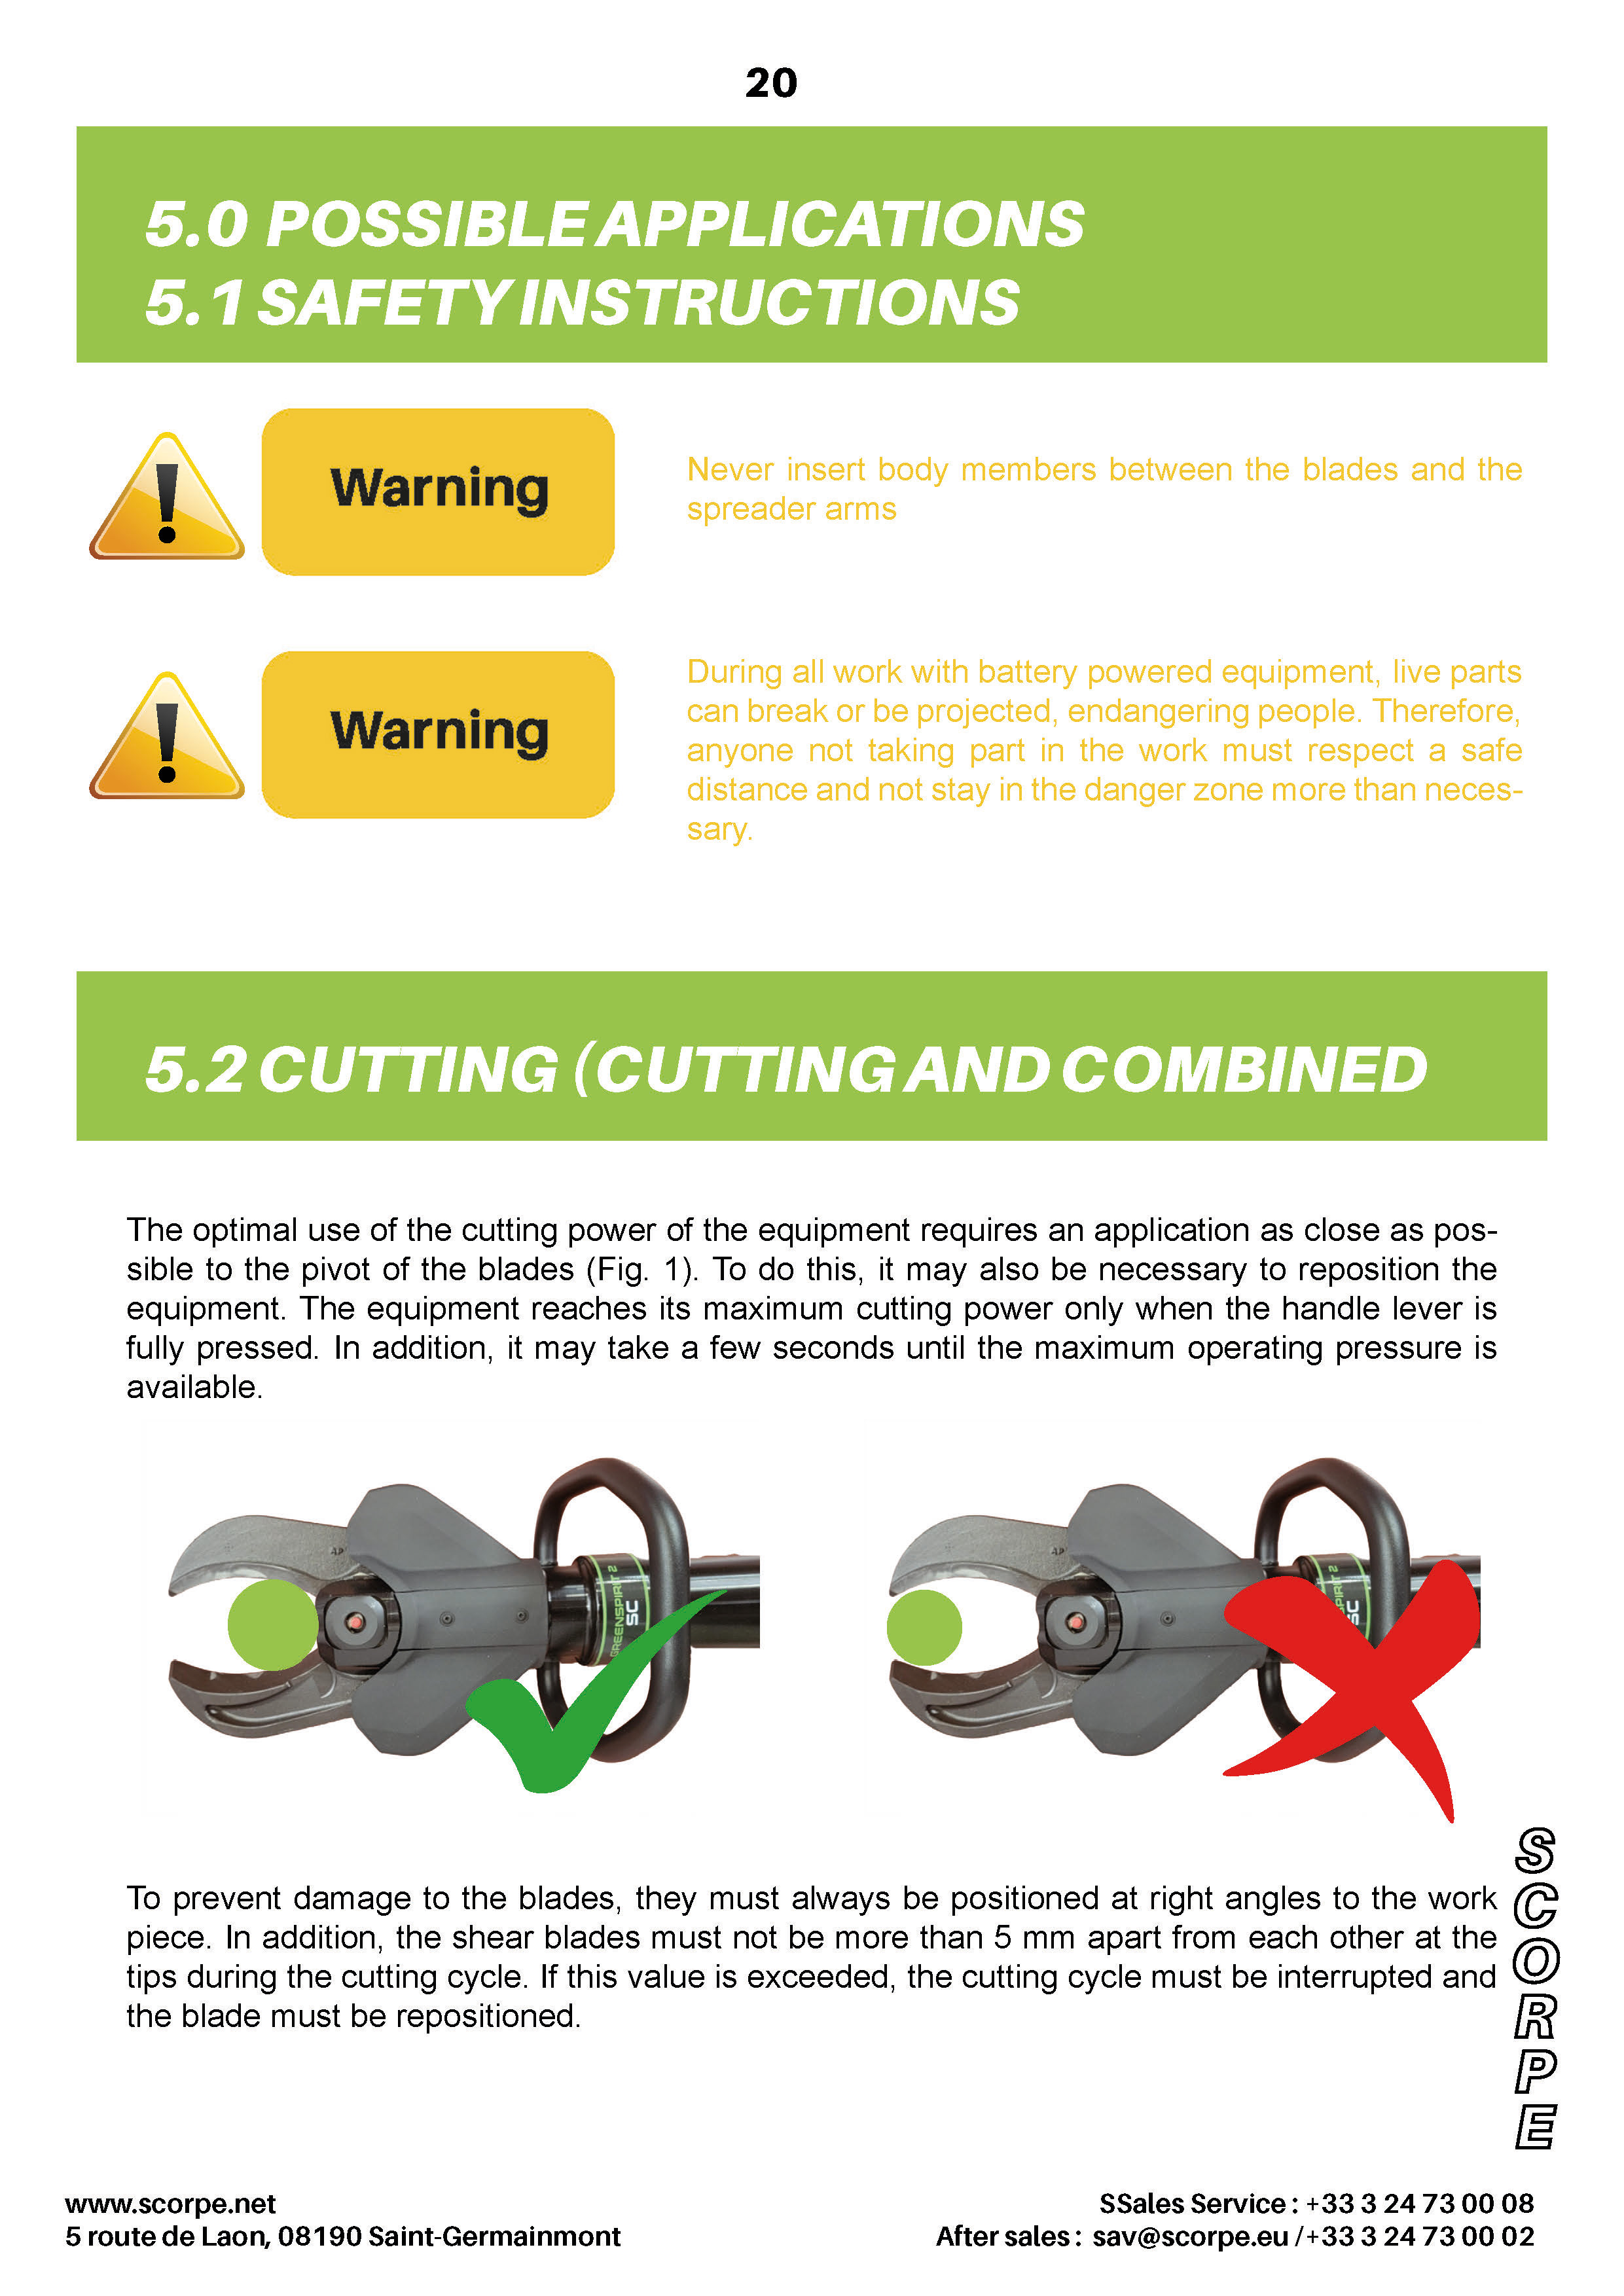 20
5.0 POSSIBLE APPLICATIONS
5.1 SAFETY INSTRUCTIONS
Warning
Never insert body members between the blades and the
spreader arms
Warning
During all work with battery powered equipment, live parts
can break or be projected, endangering people. Therefore,
anyone not taking part in the work must respect a safe
distance and not stay in the danger zone more than neces-
sary.
5.2 CUTTING (CUTTING AND COMBINED
The optimal use of the cutting power of the equipment requires an application as close as pos-
sible to the pivot of the blades (Fig. 1). To do this, it may also be necessary to reposition the
equipment. The equipment reaches its maximum cutting power only when the handle lever is
fully pressed. In addition, it may take a few seconds until the maximum operating pressure is
available.
GREENSPIRIT 2
SC
SC
To prevent damage to the blades, they must always be positioned at right angles to the work
piece. In addition, the shear blades must not be more than 5 mm apart from each other at the
tips during the cutting cycle. If this value is exceeded, the cutting cycle must be interrupted and
the blade must be repositioned.
SCORPE
www.scorpe.net
5 route de Laon, 08190 Saint-Germainmont
SSales Service : +33 3 24 73 00 08
After sales : sav@scorpe.eu /+33 3 24 73 00 02